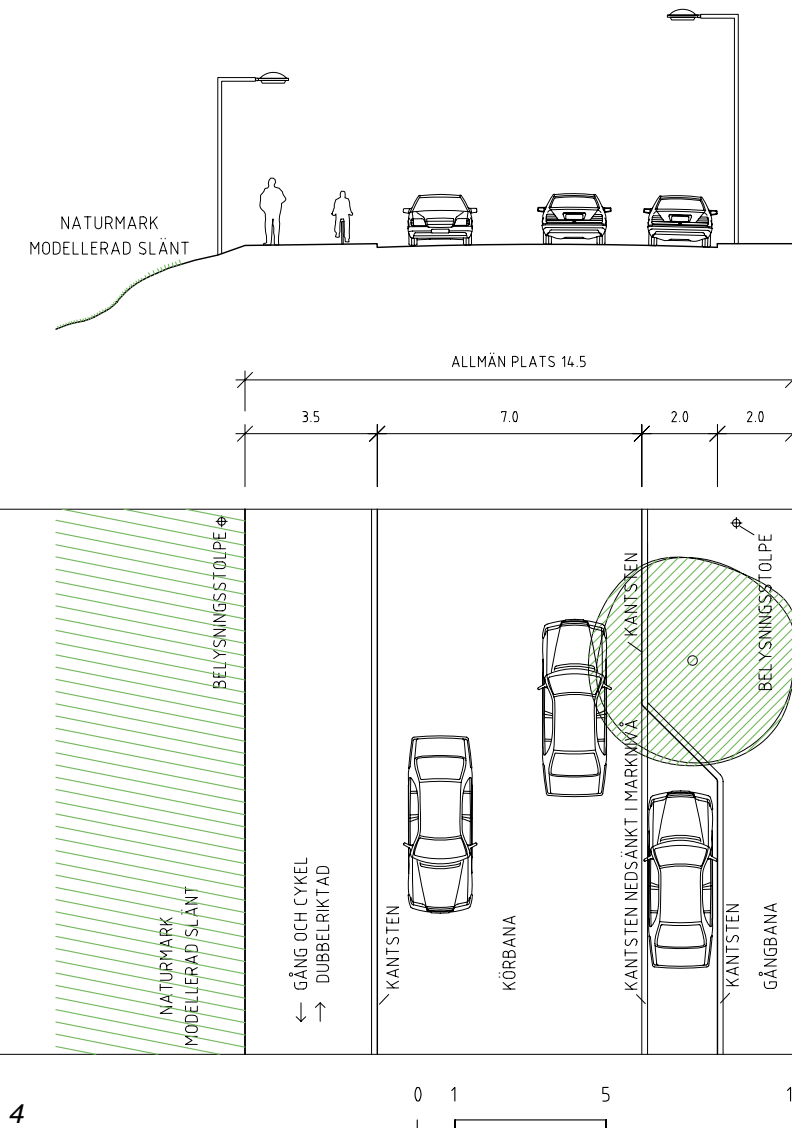 NATURMARK
MODELLERAD SLÄNT
ALLMÄN PLATS 14.5
3.5
7.0
2.0
2.0
BELYSNINGSSTOLPE
KANTSTEN
BELYSNINGSSTOLPE
NATURMARK
MODELLERAD SLÄNT
← GÅNG OCH CYKEL
→ DUBBELRIKTAD
KANTSTEN
KÖRBANA
KANTSTEN NEDSÄNKT I MARKNIVÅ
KANTSTEN
GÅNGBANA
0 1 5 1
4